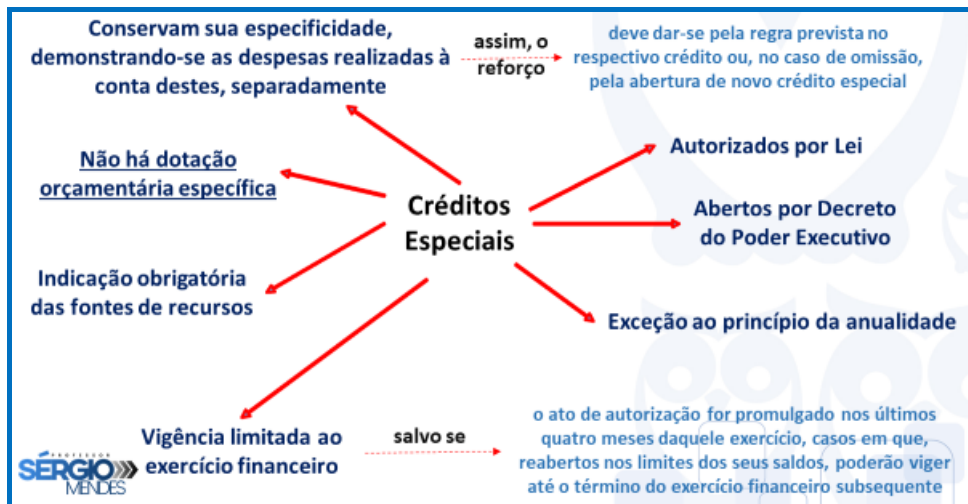 Conservam sua especificidade,
demonstrando-se as despesas realizadas à
conta destes, separadamente
assim, o
reforço
deve dar-se pela regra prevista no
respectivo crédito ou, no caso de omissão,
pela abertura de novo crédito especial
Não há dotação
orçamentária específica
Autorizados por Lei
Créditos
Especiais
Abertos por Decreto
do Poder Executivo
Indicação obrigatória
das fontes de recursos
Exceção ao princípio da anualidade
Vigência limitada ao
exercício financeiro
salvo se
o ato de autorização for promulgado nos últimos
quatro meses daquele exercício, casos em que,
reabertos nos limites dos seus saldos, poderão viger
até o término do exercício financeiro subsequente
PROFESSOR
SÉRGIO
MENDES